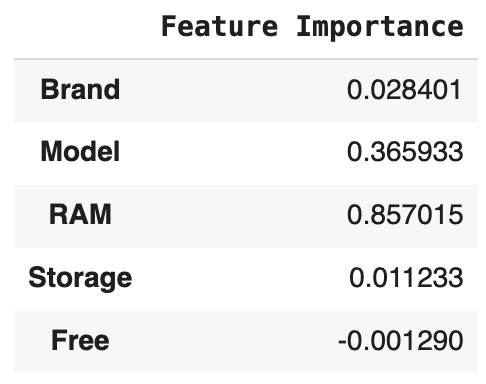 Feature Importance
Brand 0.028401
Model 0.365933
RAM 0.857015
Storage 0.011233
Free -0.001290